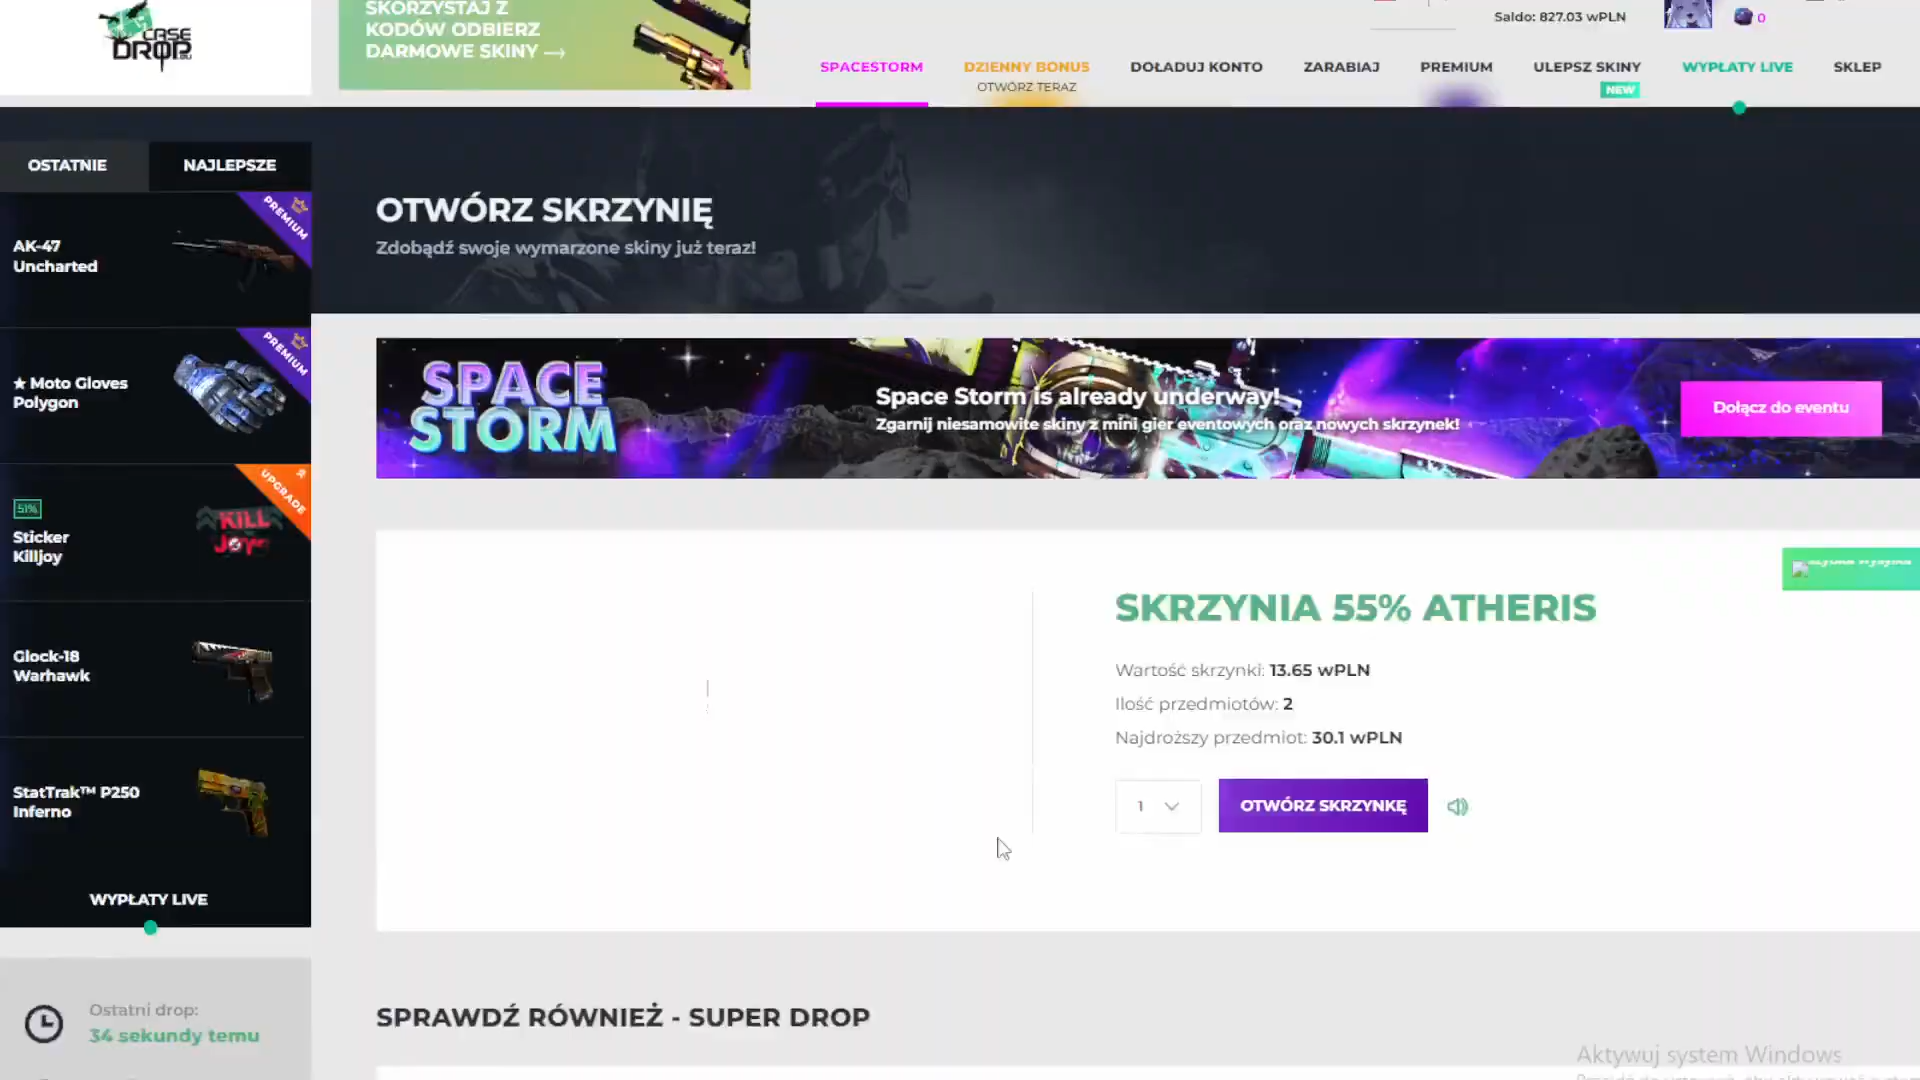 CASE
DROP
SKORZYSTAJ Z
KODÓW ODBIERZ
DARMOWE SKINY →
Saldo: 827.03 wPLN
0
SPACESTORM
DZIENNY BONUS
OTWÓRZ TERAZ
DOŁADUJ KONTO
ZARABIAJ
PREMIUM
ULEPSZ SKINY
NEW
WYPŁATY LIVE
SKLEP
OSTATNIE
NAJLEPSZE
PREMIUM
AK-47
Uncharted
PREMIUM
★ Moto Gloves
Polygon
UPGRADE
51%
Sticker
Killjoy
KILL
JOY
Glock-18
Warhawk
StatTrak™ P250
Inferno
WYPŁATY LIVE
Ostatni drop:
34 sekundy temu
OTWÓRZ SKRZYNIĘ
Zdobądź swoje wymarzone skiny już teraz!
SPACE
STORM
Space Storm is already underway!
Zgarnij niesamowite skiny z mini gier eventowych oraz nowych skrzynek!
Dołącz do eventu
SKRZYNIA 55% ATHERIS
Wartość skrzynki: 13.65 wPLN
Ilość przedmiotów: 2
Najdroższy przedmiot: 30.1 wPLN
1
OTWÓRZ SKRZYNKĘ
SPRAWDŹ RÓWNIEŻ - SUPER DROP
Aktywuj system Windows